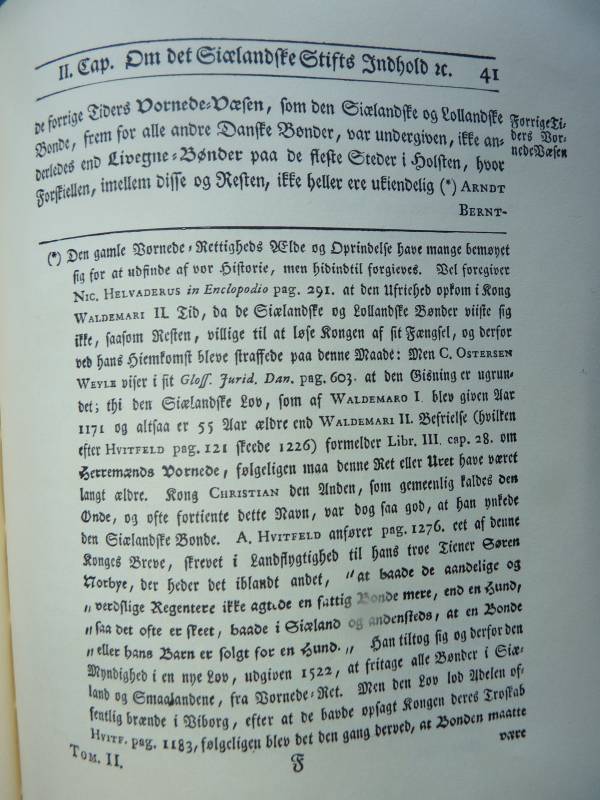 II. Cap. Om det Siælandske Stifts Indhold ꝛc. 41
de forrige Tiders Vornede-Væsen, som den Siælandske og Lollandske
Bonde, frem for alle andre Danske Bønder, var undergiven, ikke an-
derledes end Livegne-Bønder paa de fleste Steder i Holsten, hvor
Forskiellen, imellem disse og Resten, ikke heller ere ukiendelig (*) ARNDT
BERNT-
Forrige Ti-
ders Vor-
nede Væsen
(*) Den gamle Vornede-Rettigheds Ælde og Oprindelse have mange bemøyet
sig for at udfinde af vor Historie, men hidindtil forgieves. Vel foregiver
NIC. HELVADERUS in Enclopodio pag. 291. at den Ufriehed opkom i Kong
WALDEMARI II. Tid, da de Siælandske og Lollandske Bønder viiste sig
ikke, saasom Resten, villige til at løse Kongen af sit Fængsel, og derfor
ved hans Hiemkomst bleve straffede paa denne Maade: Men C. OSTERSEN
WEYLE viser i sit Gloss. Jurid. Dan. pag. 603. at den Gisning er ugrun-
det; thi den Siælandske Lov, som af WALDEMARO I. blev given Aar
1171 og altsaa er 55 Aar ældre end WALDEMARI II. Befrielse (hvilken
efter HVITFELD pag. 121 skeede 1226) formelder Libr. III. cap. 28. om
Herremænds Vornede, følgeligen maa denne Ret eller Uret have været
langt ældre. Kong CHRISTIAN den Anden, som gemeenlig kaldes den
Onde, og ofte fortiente dette Navn, var dog saa god, at han ynkede
den Siælandske Bonde. A. HVITFELD anfører pag. 1276. eet af denne
Konges Breve, skrevet i Landflygtighed til hans troe Tiener Søren
Norbye, der heder det iblandt andet, „at baade de aandelige og
„verdslige Regentere ikke agtede en fattig Bonde mere, end en Hund,
„saa det ofte er skeet, baade i Siæland og andensteds, at en Bonde
„eller hans Barn er solgt for en Hund. „ Han tiltog sig og derfor den
Myndighed i en nye Lov, udgiven 1522, at fritage alle Bønder i Siæ-
land og Smaalandene, fra Vornede-Ret. Men den Lov lod Adelen of-
fentlig brænde i Viborg, efter at de havde opsagt Kongen deres Troskab
HVITF. pag. 1183, følgeligen blev det den gang derved, at Bonden maatte
være
TOM. II.
F